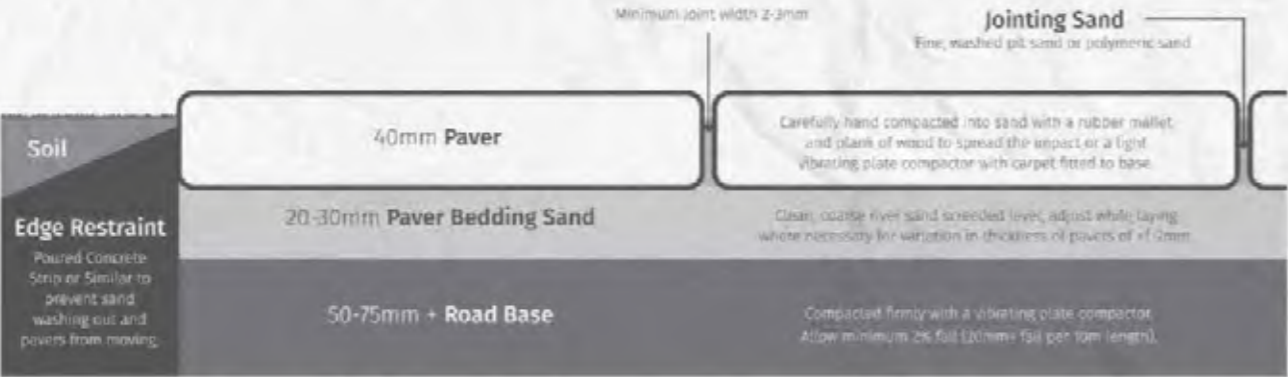 Minimum joint width 2-3mm
Jointing Sand
Fine, washed pit sand or polymeric sand
Soil
40mm Paver
Carefully hand compacted into sand with a rubber mallet
and plank of wood to spread the impact or a light
vibrating plate compactor with carpet fitted to base.
Edge Restraint
Poured Concrete
Strip or Similar to
prevent sand
washing out and
pavers from moving.
20-30mm Paver Bedding Sand
Clean, coarse river sand screeded level, adjust while laying
where necessary for variation in thickness of pavers of
50-75mm + Road Base
Compacted firmly with a vibrating plate compactor.
Allow minimum 2% fall fall per 10m length).